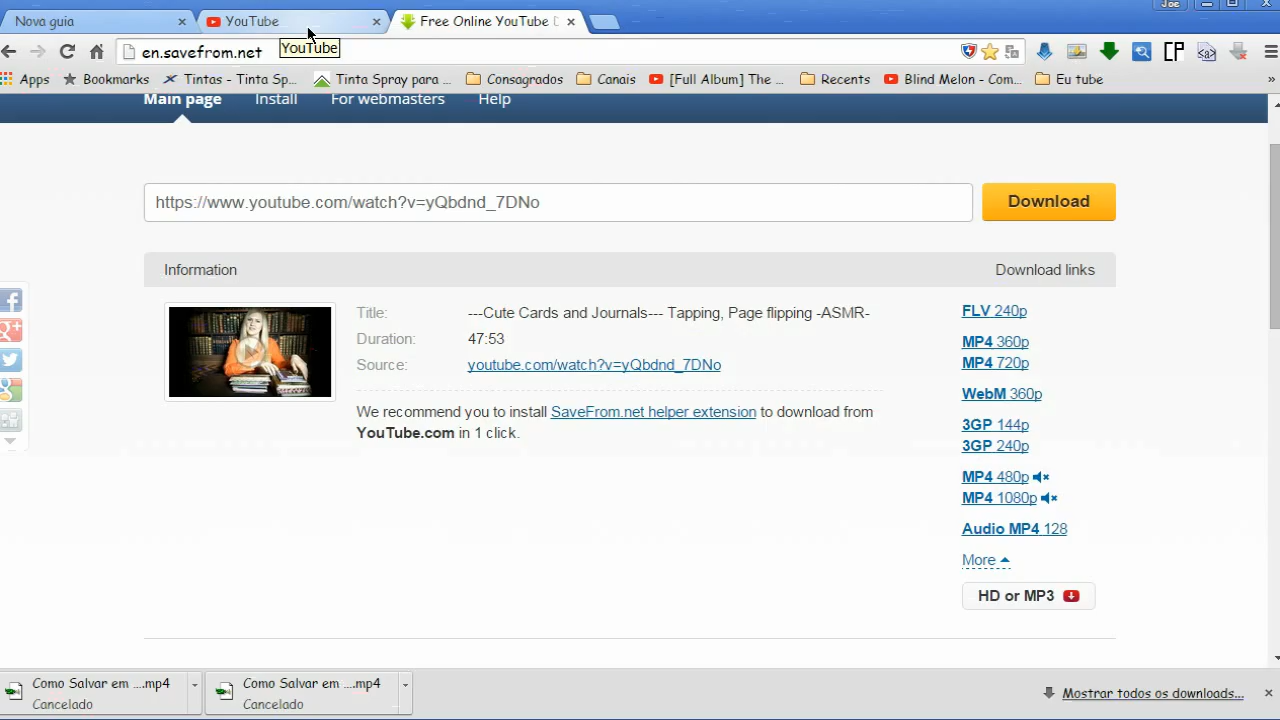 Joe
Nova guia
YouTube
Free Online YouTube D
en.savefrom.net
YouTube
Apps
Bookmarks
Tintas - Tinta Sp...
Tinta Spray para ...
Consagrados
Canais
[Full Album] The ...
Recents
Blind Melon - Com...
Eu tube
»
Main page
Install
For webmasters
Help
https://www.youtube.com/watch?v=yQbdnd_7DNo
Download
Information
Download links
Title:
---Cute Cards and Journals--- Tapping, Page flipping -ASMR-
Duration:
47:53
Source:
youtube.com/watch?v=yQbdnd_7DNo
We recommend you to install SaveFrom.net helper extension to download from
YouTube.com in 1 click.
FLV 240p
MP4 360p
MP4 720p
WebM 360p
3GP 144p
3GP 240p
MP4 480p
MP4 1080p
Audio MP4 128
More
HD or MP3
Como Salvar em ....mp4
Cancelado
Como Salvar em ....mp4
Cancelado
Mostrar todos os downloads...